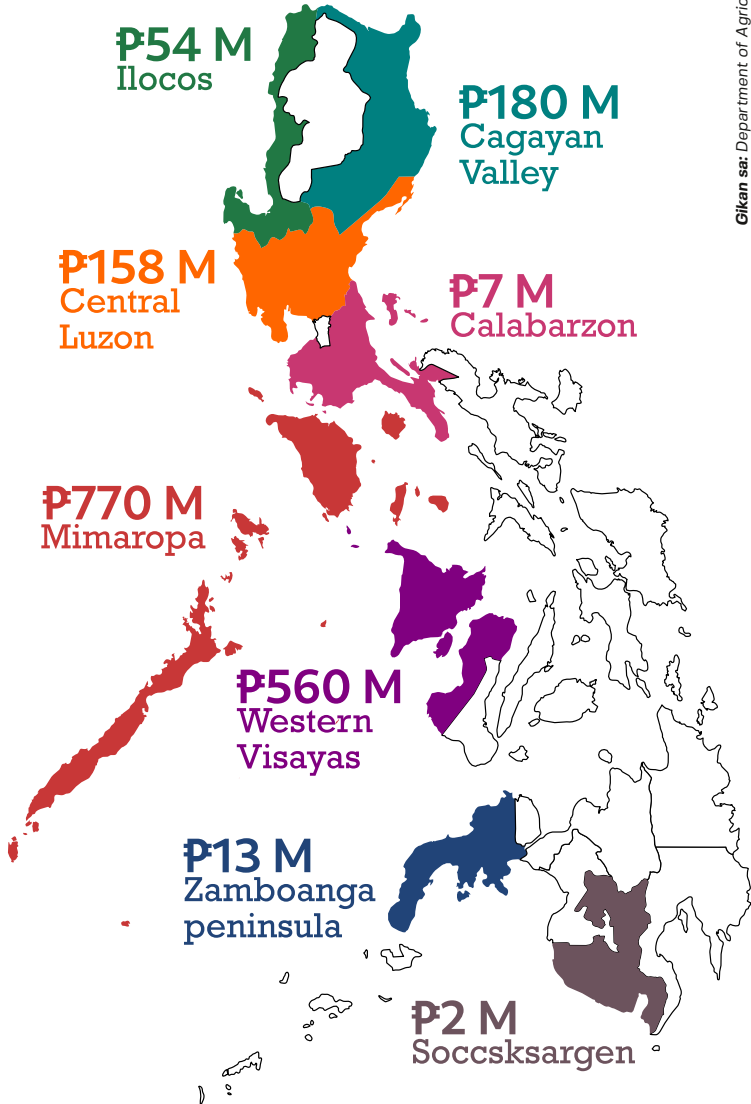 ₱54 M
Ilocos
₱180 M
Cagayan
Valley
₱158 M
Central
Luzon
₱7 M
Calabarzon
₱770 M
Mimaropa
₱560 M
Western
Visayas
₱13 M
Zamboanga
peninsula
₱2 M
Soccsksargen
Gikan sa: Department of